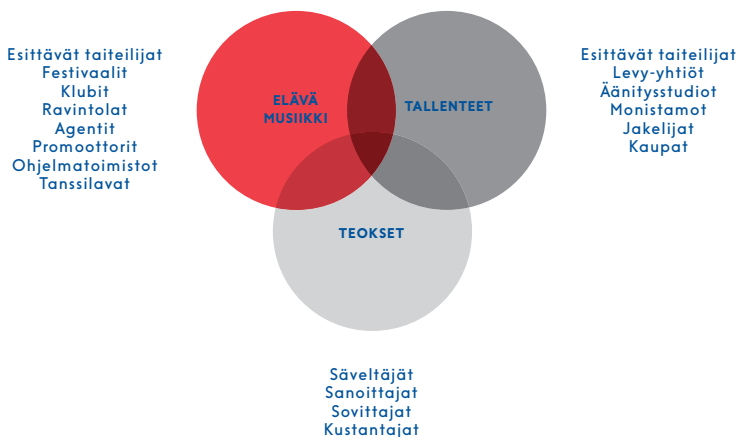 Esittävät taiteilijat
Festivaalit
Klubit
Ravintolat
Agentit
Promoottorit
Ohjelmatoimistot
Tanssilavat
ELÄVÄ
MUSIIKKI
TALLENTEET
Esittävät taiteilijat
Levy-yhtiöt
Äänitysstudiot
Monistamot
Jakelijat
Kaupat
TEOKSET
Säveltäjät
Sanoittajat
Sovittajat
Kustantajat